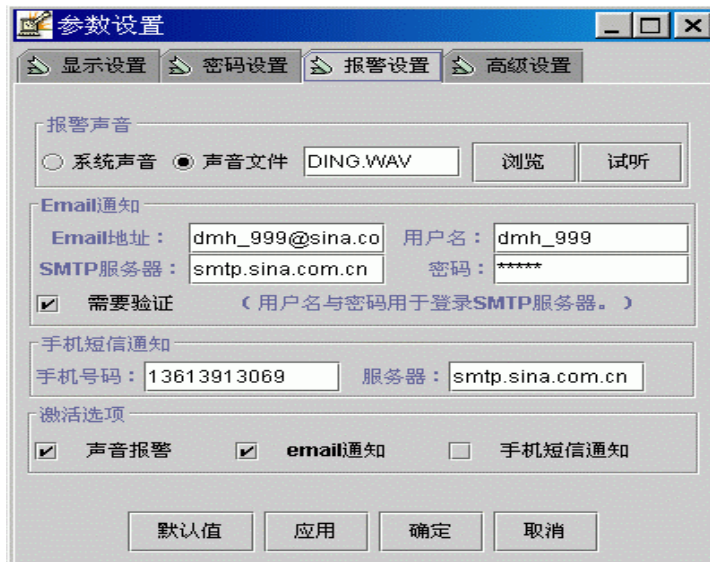 参数设置
显示设置 密码设置 报警设置 高级设置
报警声音
系统声音 声音文件 DING.WAV 浏览 试听
Email通知
Email地址： dmh_999@sina.co 用户名： dmh_999
SMTP服务器： smtp.sina.com.cn 密码： *****
需要验证 （用户名与密码用于登录SMTP服务器。）
手机短信通知
手机号码： 13613913069 服务器： smtp.sina.com.cn
激活选项
声音报警 email通知 手机短信通知
默认值 应用 确定 取消